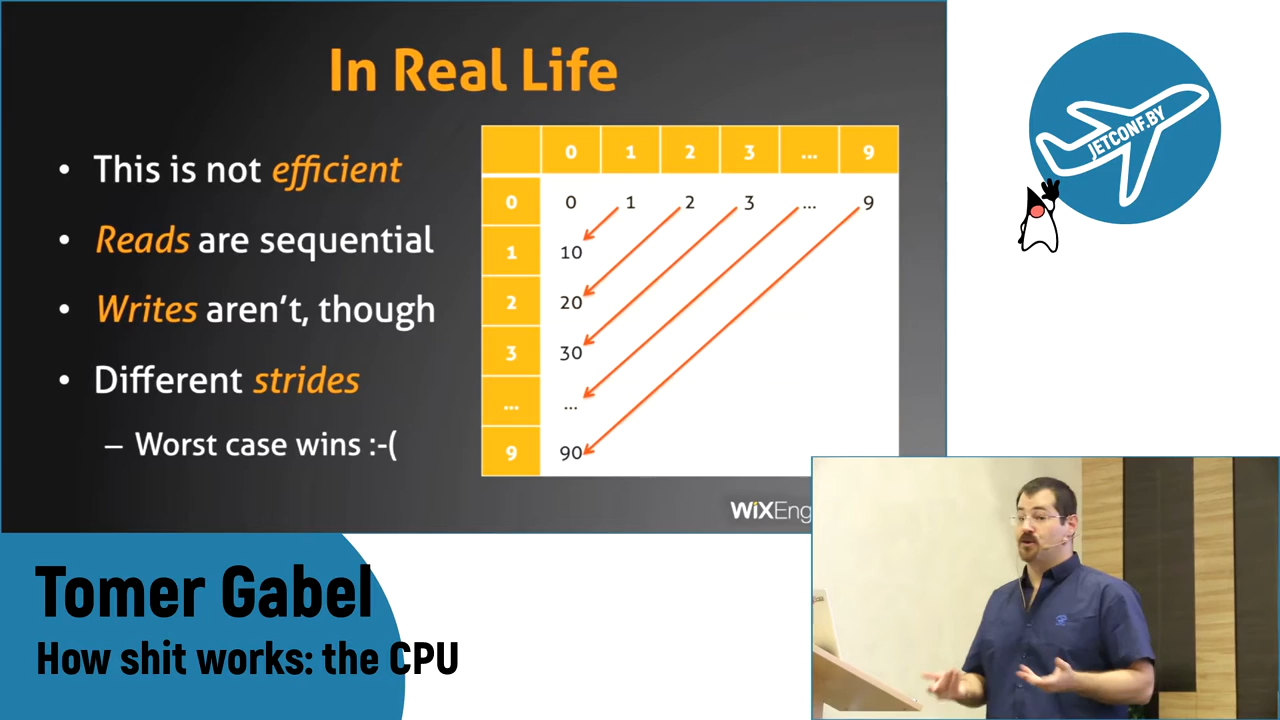 In Real Life
• This is not efficient
• Reads are sequential
• Writes aren't, though
• Different strides
– Worst case wins :-(
0 1 2 3 ... 9
0 0 1 2 3 ... 9
1 10
2 20
3 30
... ...
9 90
WiXEng
JETCONF.BY
Tomer Gabel
How shit works: the CPU